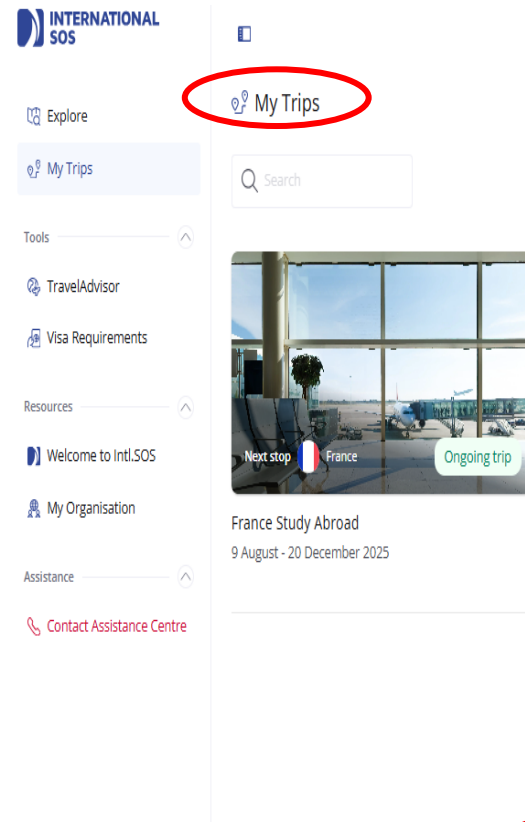 INTERNATIONAL
SOS
Explore
My Trips
Tools
TravelAdvisor
Visa Requirements
Resources
Welcome to Intl.SOS
My Organisation
Assistance
Contact Assistance Centre
My Trips
Search
Next stop France
Ongoing trip
France Study Abroad
9 August - 20 December 2025